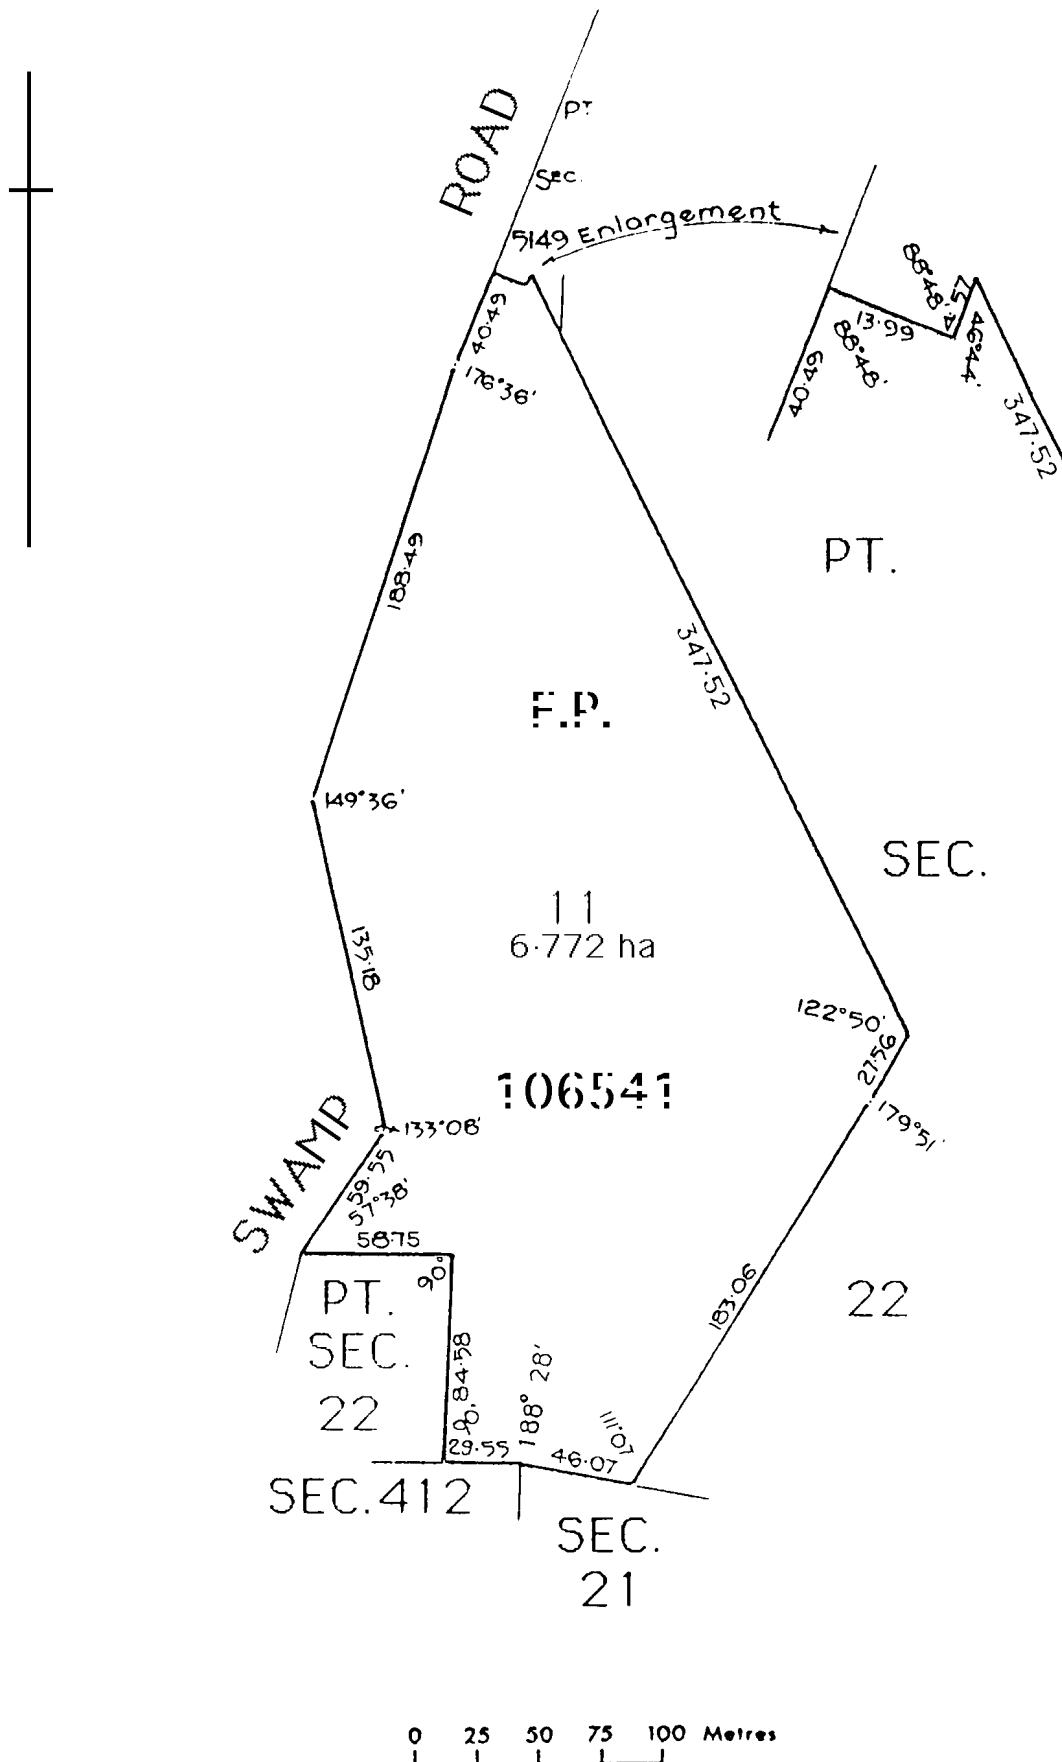 ROAD
PT.
SEC.
5149
Enlargement
40.49
176°36'
88°48'
4.57
13.99
88°48'
46°44'
40.49
347.52
188.49
PT.
347.52
F.P.
149°36'
SEC.
11
6.772 ha
135.18
122°50'
27.56
106541
179°51'
SWAMP
133°08'
59.55
57°38'
58.75
90°
183.06
22
PT.
SEC.
22
84.58
90°
188° 28'
111°07'
29.55
46.07
SEC. 412
SEC.
21
0 25 50 75 100 Metres